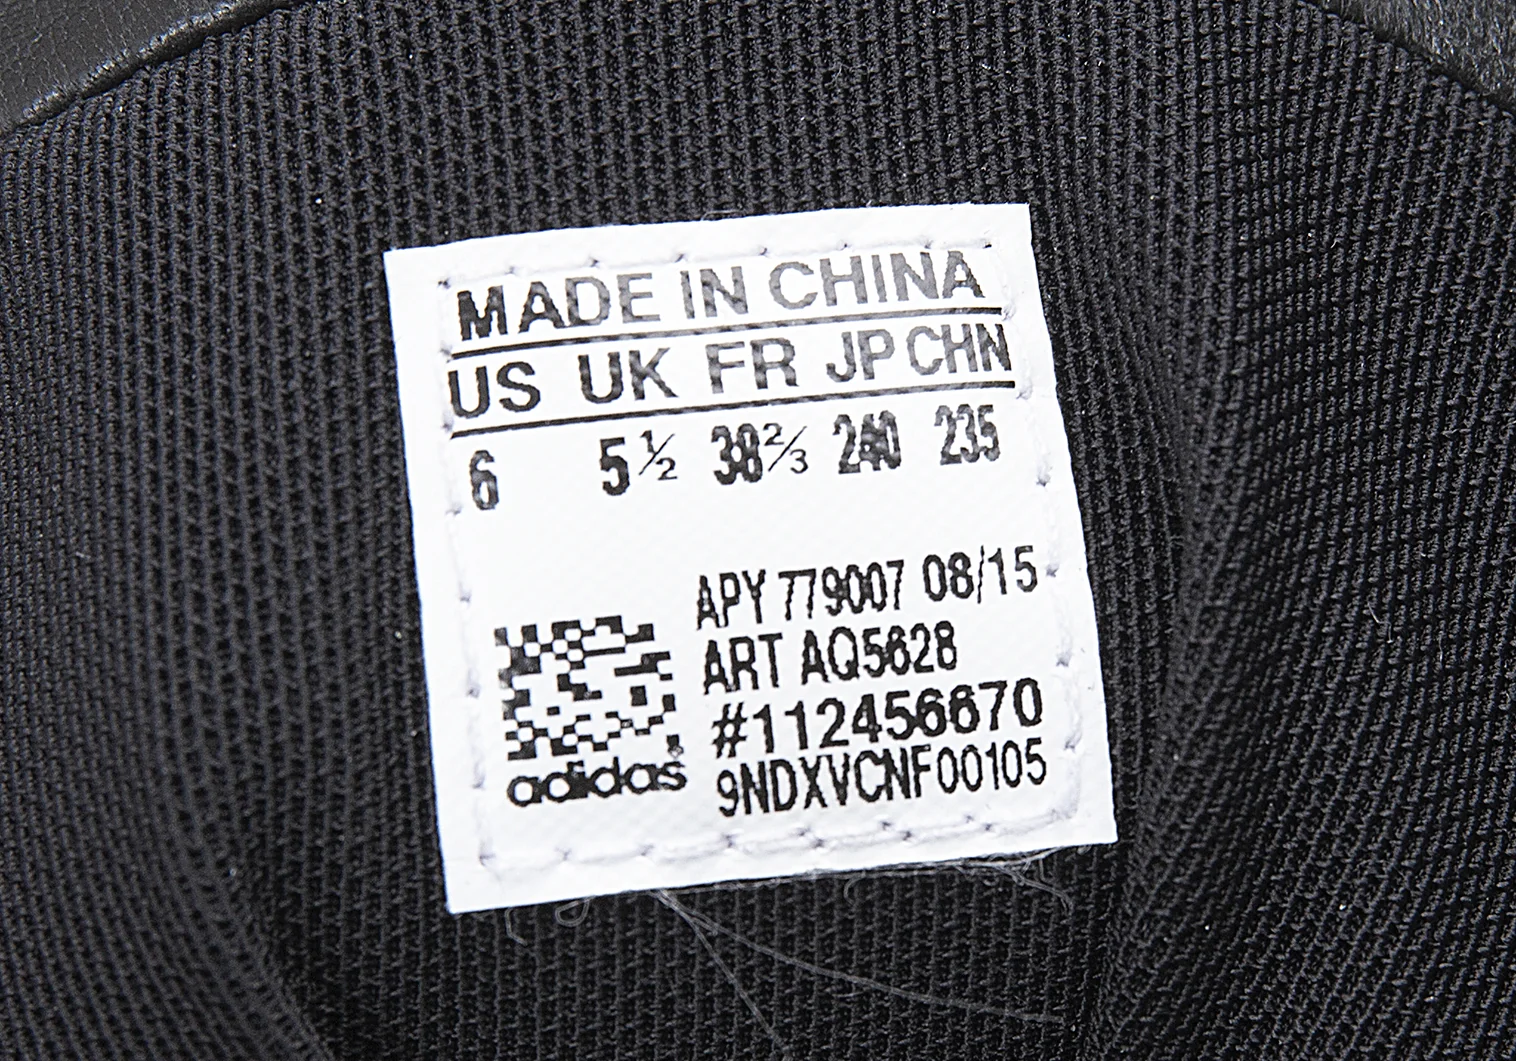 MADE IN CHINA
US UK FR JP CHN
6 5½ 38⅔ 240 235
APY 779007 08/15
ART AQ5628
#112456670
9NDXVCNF00105
adidas